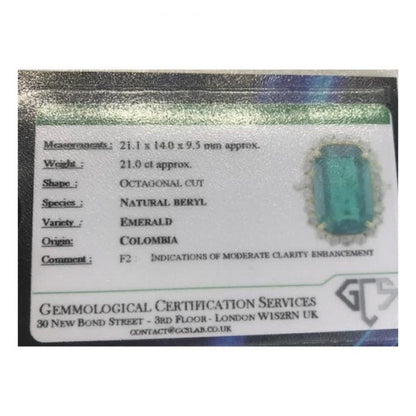 Measurements : 21.1 x 14.0 x 9.5 mm approx.
Weight : 21.0 ct approx.
Shape : OCTAGONAL CUT
Species : NATURAL BERYL
Variety : EMERALD
Origin: COLOMBIA
Comment : F2 : INDICATIONS OF MODERATE CLARITY ENHANCEMENT
GCS
GEMMOLOGICAL CERTIFICATION SERVICES
30 NEW BOND STREET – 3RD FLOOR - LONDON W1S2RN UK
CONTACT@GCSLAB.CO.UK